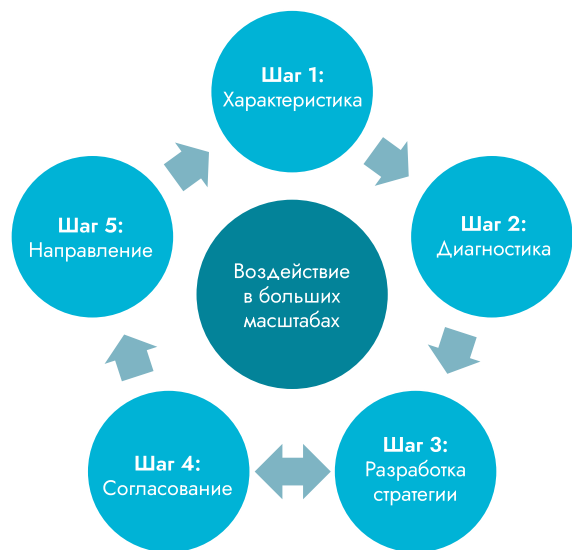 Шаг 1:
Характеристика
Шаг 2:
Диагностика
Шаг 3:
Разработка
стратегии
Шаг 4:
Согласование
Шаг 5:
Направление
Воздействие
в больших
масштабах